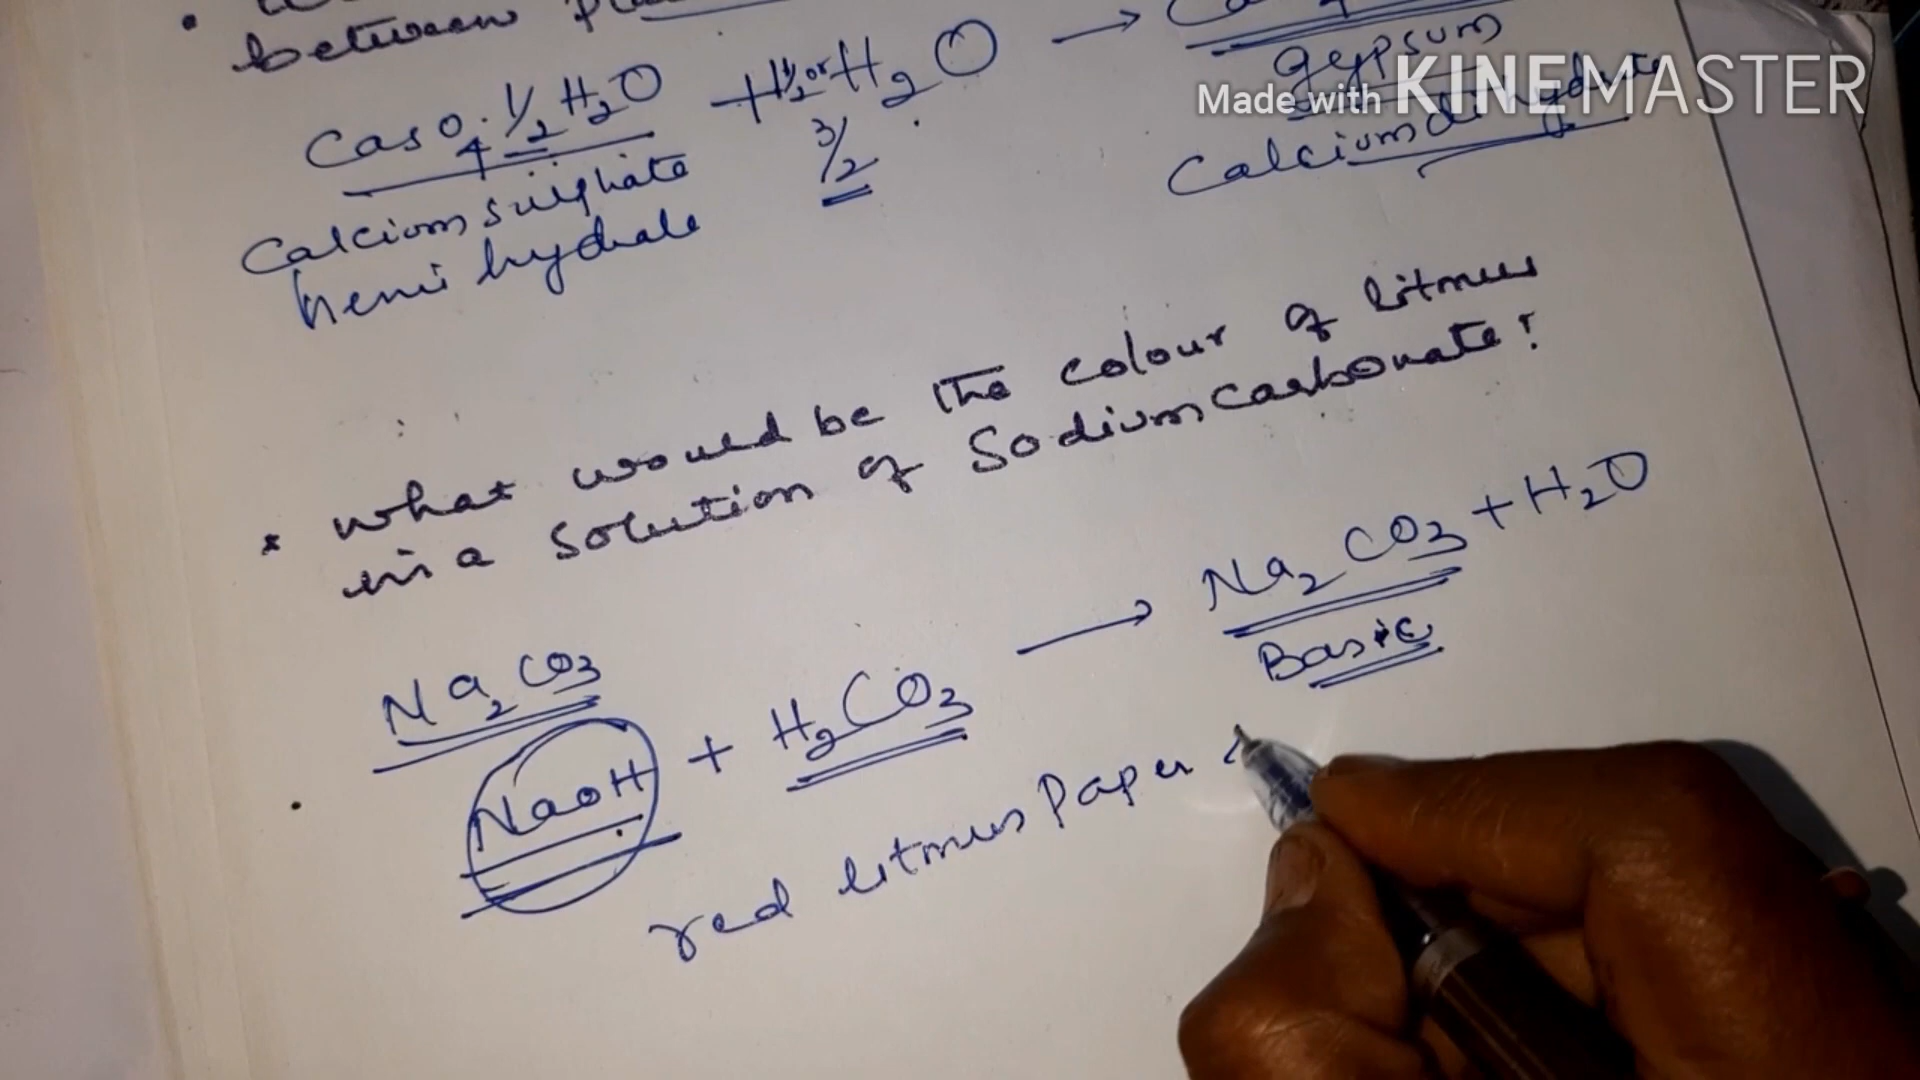 between
CaSO4.1/2H2O + 1 1/2 or H2O →
3/2
Calcium sulphate
hemi hydrate
gypsum
Calcium dihydrate
Made with KINEMASTER
* what would be the colour of litmus
in a solution of Sodium carbonate?
Na2CO3
NaOH + H2CO3 → Na2CO3 + H2O
Basic
red litmus Paper